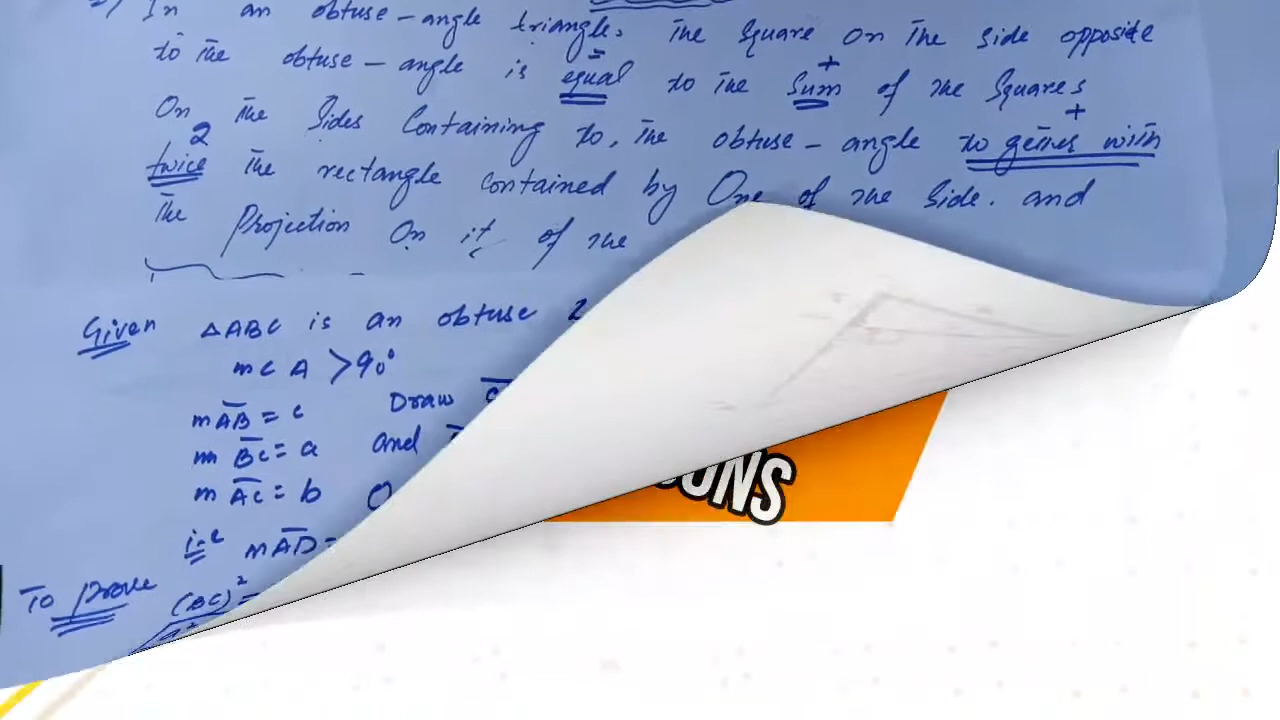 In an obtuse-angle triangle. The Square on the side opposite
to the obtuse-angle is equal to the Sum of the Squares
On the Sides Containing to, the obtuse-angle to gether with
twice the rectangle contained by One of the Side. and
The Projection On it of the
Given △ABC is an obtuse
m∠A >90°
mAB = c Draw
mBC = a and
mAC = b
i.e mAD=
To prove (BC)²=
a²
ONS